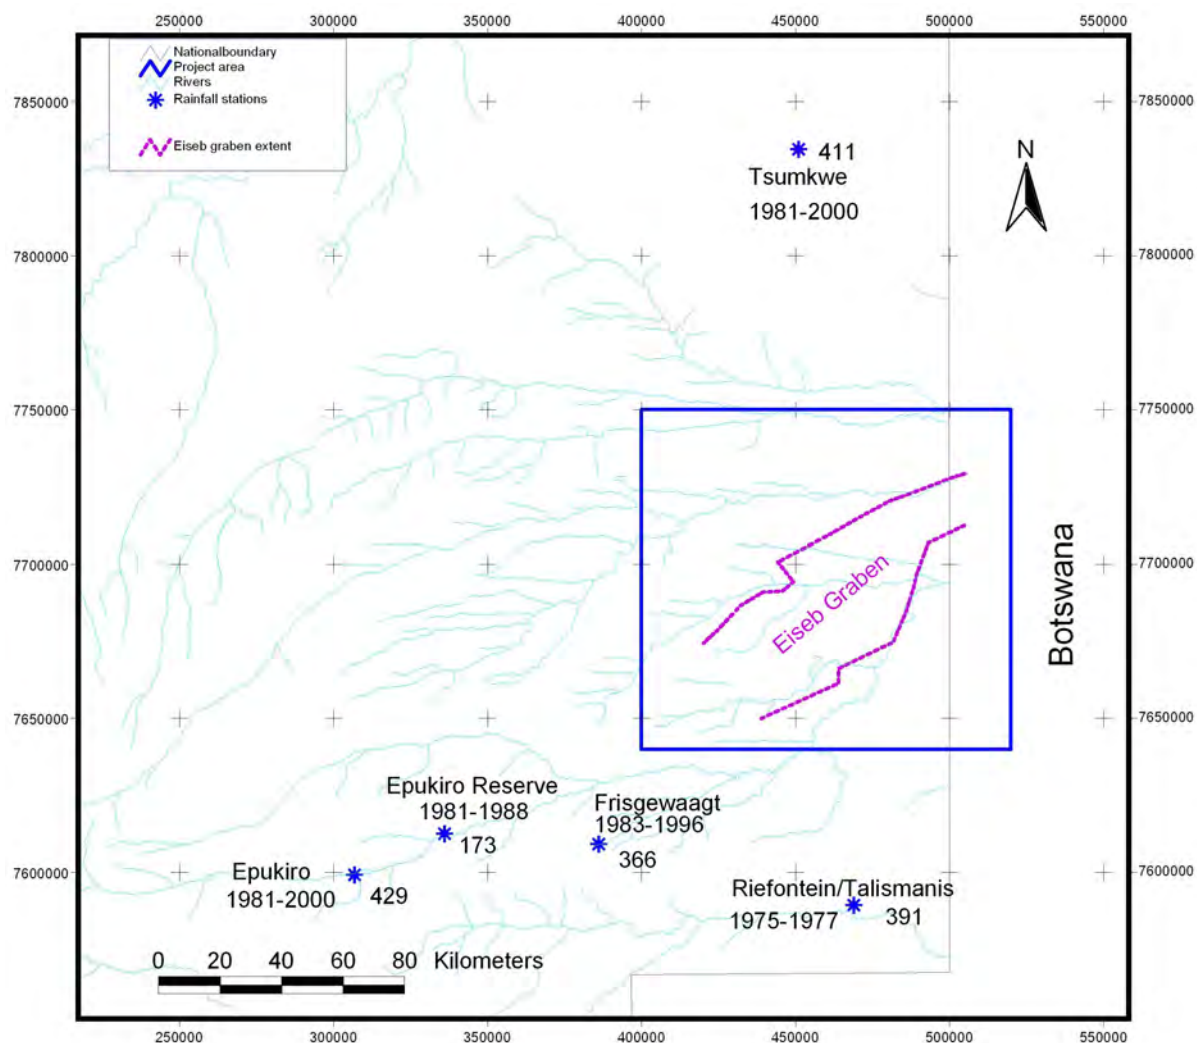 250000 300000 350000 400000 450000 500000 550000
Nationalboundary
Project area
Rivers
Rainfall stations
Eiseb graben extent
7850000 7850000
411
Tsumkwe
1981-2000
N
7800000 7800000
7750000 7750000
7700000 7700000
Eiseb Graben
Botswana
7650000 7650000
Epukiro Reserve
1981-1988
173
Frisgewaagt
1983-1996
366
7600000 7600000
Epukiro
1981-2000
429
Riefontein/Talismanis
1975-1977
391
0 20 40 60 80 Kilometers
250000 300000 350000 400000 450000 500000 550000